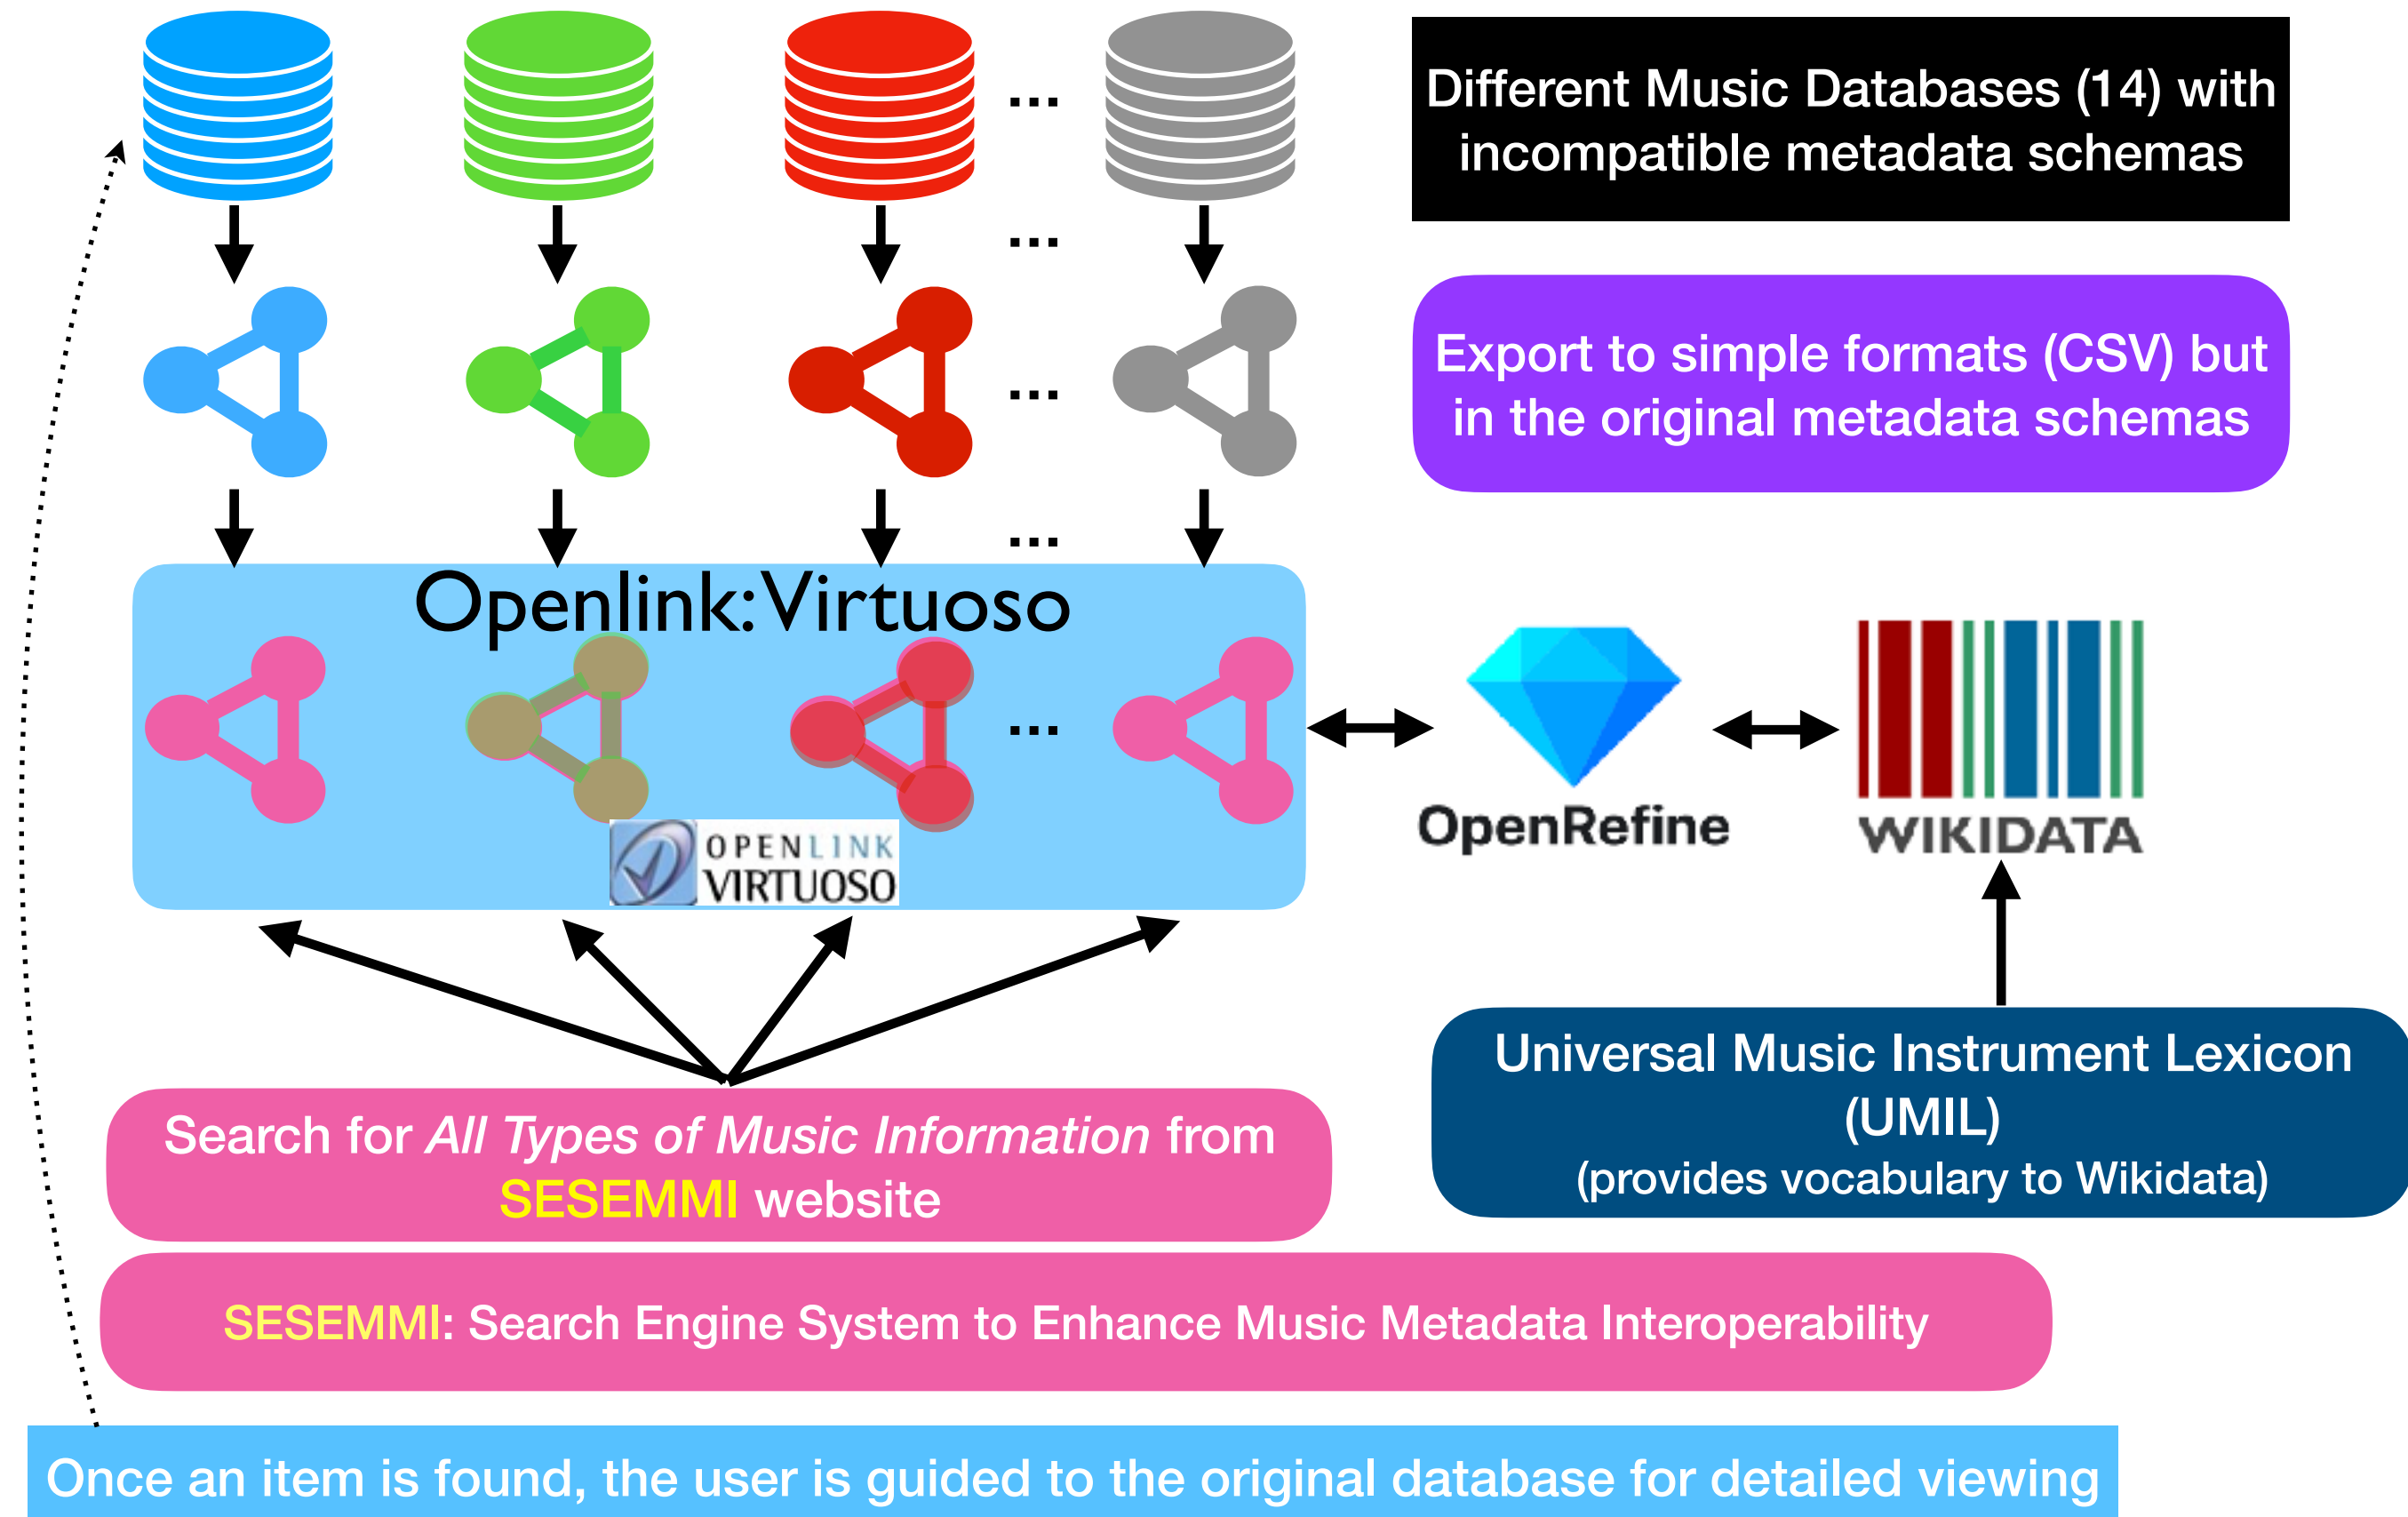 Different Music Databases (14) with
incompatible metadata schemas
...
...
Export to simple formats (CSV) but
in the original metadata schemas
...
...
Openlink:Virtuoso
...
OPENLINK
VIRTUOSO
OpenRefine
WIKIDATA
Search for All Types of Music Information from
SESEMMI website
Universal Music Instrument Lexicon
(UMIL)
(provides vocabulary to Wikidata)
SESEMMI: Search Engine System to Enhance Music Metadata Interoperability
Once an item is found, the user is guided to the original database for detailed viewing